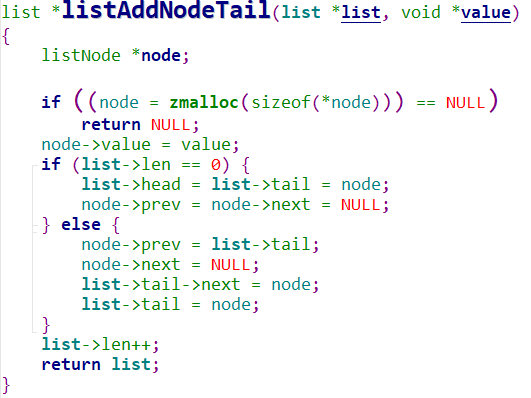 list *listAddNodeTail(list *list, void *value)
{
    listNode *node;

    if ((node = zmalloc(sizeof(*node))) == NULL)
        return NULL;
    node->value = value;
    if (list->len == 0) {
        list->head = list->tail = node;
        node->prev = node->next = NULL;
    } else {
        node->prev = list->tail;
        node->next = NULL;
        list->tail->next = node;
        list->tail = node;
    }
    list->len++;
    return list;
}